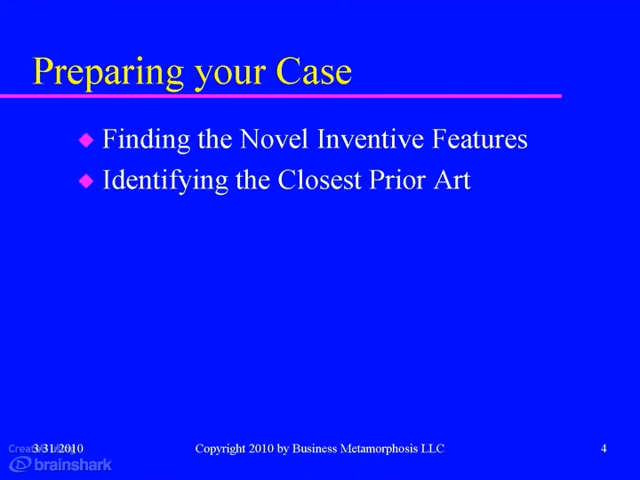 Preparing your Case
Finding the Novel Inventive Features
Identifying the Closest Prior Art
3/31/2010
Copyright 2010 by Business Metamorphosis LLC
4
brainshark